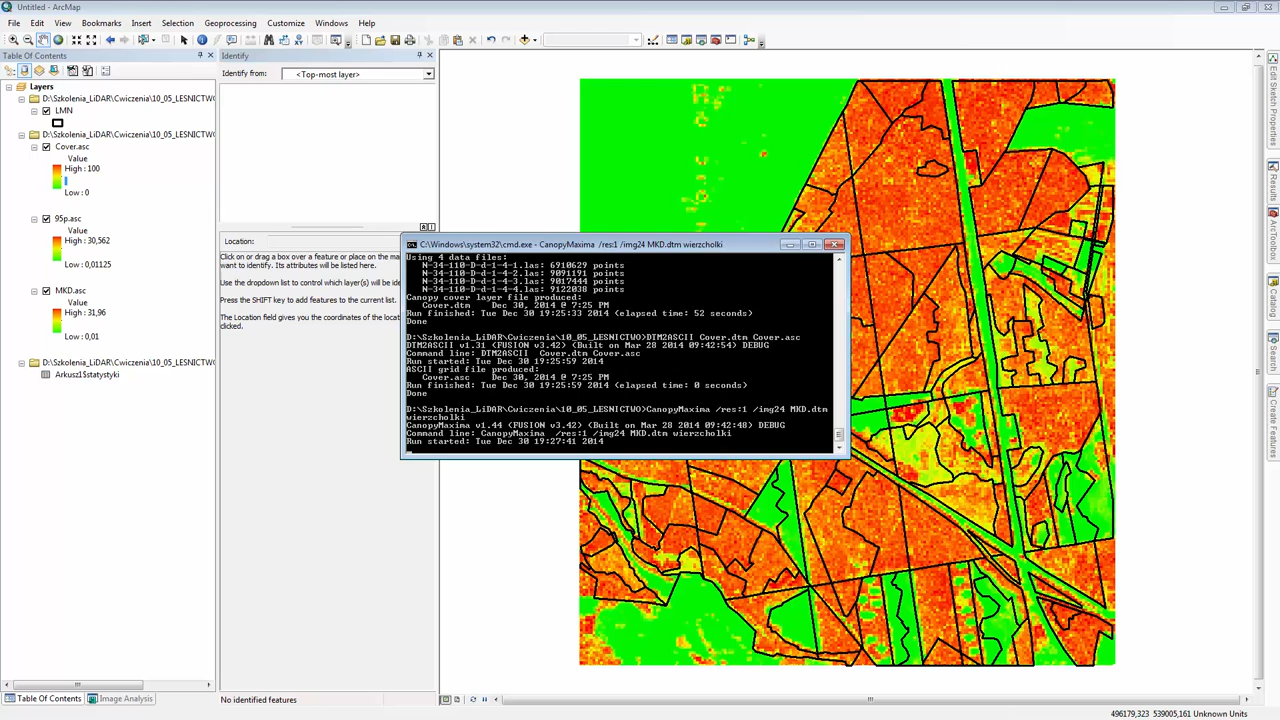 Untitled - ArcMap
File Edit View Bookmarks Insert Selection Geoprocessing Customize Windows Help
Table Of Contents
Layers
D:\Szkolenia_LiDAR\Cwiczenia\10_05_LESNICTWO
LMN
D:\Szkolenia_LiDAR\Cwiczenia\10_05_LESNICTWO
Cover.asc
Value
High : 100
Low : 0
95p.asc
Value
High : 30,562
Low : 0,01125
MKD.asc
Value
High : 31,96
Low : 0,01
D:\Szkolenia_LiDAR\Cwiczenia\10_05_LESNICTWO
Arkusz1$statystyki
Table Of Contents Image Analysis
Identify
Identify from: <Top-most layer>
Location:
Click on or drag a box over a feature or place on the ma
want to identify. Its attributes will be listed here.
Use the dropdown list to control which layer(s) will be ide
Press the SHIFT key to add features to the current list.
The Location field gives you the coordinates of the locat
clicked.
No identified features
C:\Windows\system32\cmd.exe - CanopyMaxima /res:1 /img24 MKD.dtm wierzcholki
Using 4 data files:
N-34-110-D-d-1-4-1.las: 6910629 points
N-34-110-D-d-1-4-2.las: 9091191 points
N-34-110-D-d-1-4-3.las: 9017444 points
N-34-110-D-d-1-4-4.las: 9122038 points
Canopy cover layer file produced:
Cover.dtm Dec 30, 2014 @ 7:25 PM
Run finished: Tue Dec 30 19:25:33 2014 (elapsed time: 52 seconds)
Done
D:\Szkolenia_LiDAR\Cwiczenia\10_05_LESNICTWO>DTM2ASCII Cover.dtm Cover.asc
DTM2ASCII v1.31 (FUSION v3.42) (Built on Mar 28 2014 09:42:54) DEBUG
Command line: DTM2ASCII Cover.dtm Cover.asc
Run started: Tue Dec 30 19:25:59 2014
ASCII grid file produced:
Cover.asc Dec 30, 2014 @ 7:25 PM
Run finished: Tue Dec 30 19:25:59 2014 (elapsed time: 0 seconds)
Done
D:\Szkolenia_LiDAR\Cwiczenia\10_05_LESNICTWO>CanopyMaxima /res:1 /img24 MKD.dtm
wierzcholki
CanopyMaxima v1.44 (FUSION v3.42) (Built on Mar 28 2014 09:42:48) DEBUG
Command line: CanopyMaxima /res:1 /img24 MKD.dtm wierzcholki
Run started: Tue Dec 30 19:27:41 2014
Edit Sketch Properties
Results
ArcToolbox
Catalog
Search
Create Features
496179,323 539005,161 Unknown Units